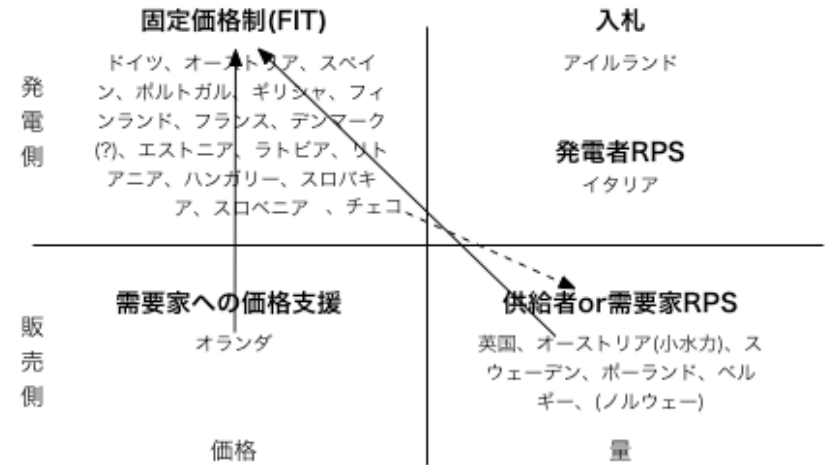 固定価格制(FIT)
ドイツ、オーストリア、スペイ
ン、ポルトガル、ギリシャ、フィ
ンランド、フランス、デンマーク
(?)、エストニア、ラトビア、リト
アニア、ハンガリー、スロバキ
ア、スロベニア 、チェコ
入札
アイルランド
発電者RPS
イタリア
発電側
需要家への価格支援
オランダ
供給者or需要家RPS
英国、オーストリア(小水力)、ス
ウェーデン、ポーランド、ベル
ギー、(ノルウェー)
販売側
価格
量